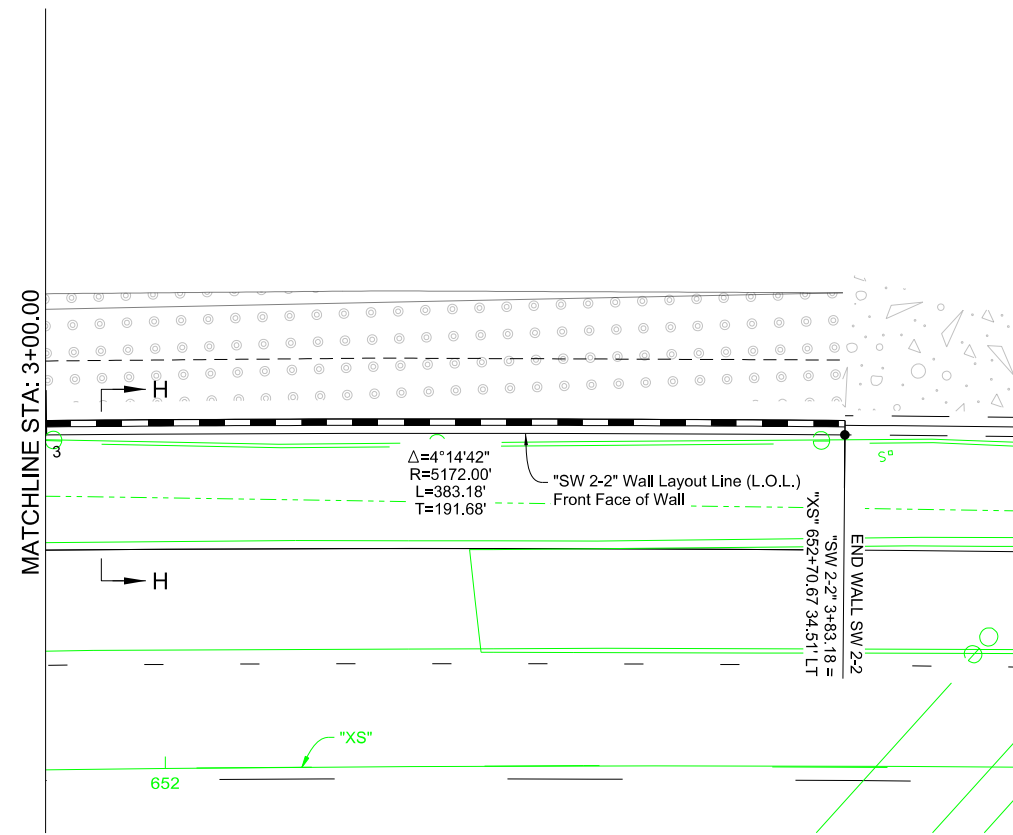 MATCHLINE STA: 3+00.00
H
3
Δ=4°14'42"
R=5172.00'
L=383.18'
T=191.68'
"SW 2-2" Wall Layout Line (L.O.L.)
Front Face of Wall
S°
END WALL SW 2-2
"SW 2-2" 3+83.18 =
"XS" 652+70.67 34.51' LT
H
"XS"
652